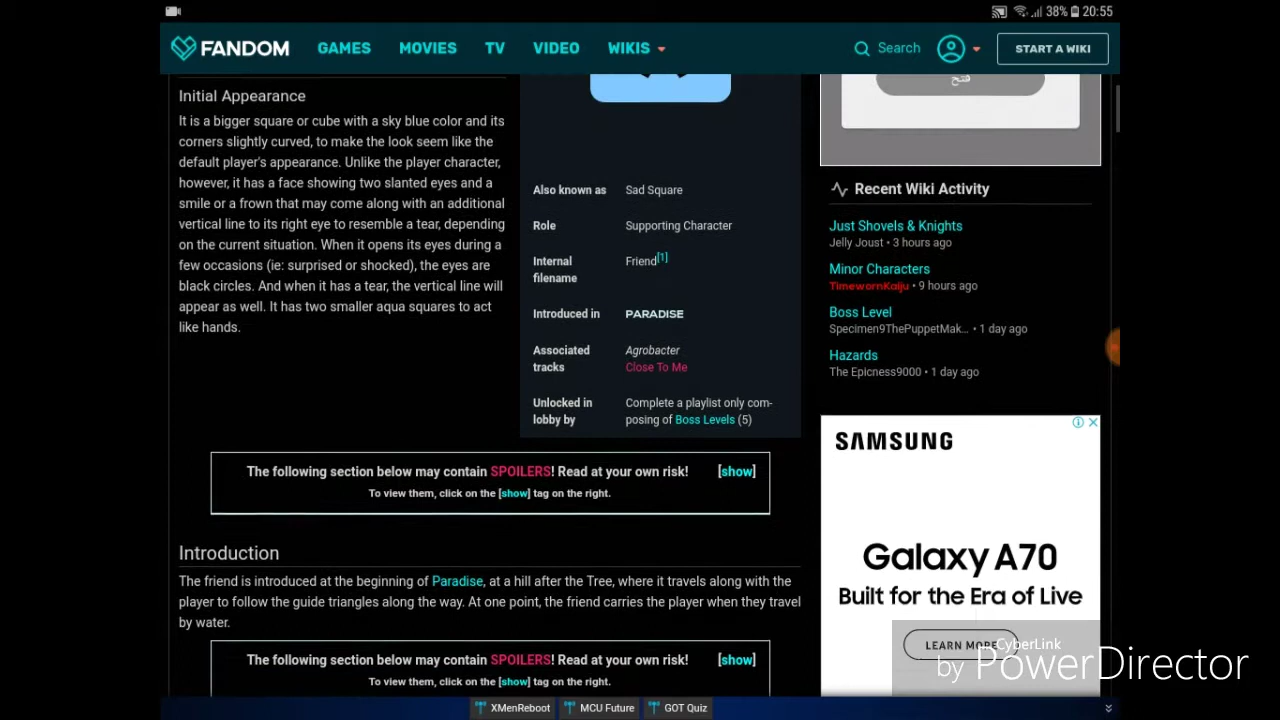 38% 20:55
FANDOM GAMES MOVIES TV VIDEO WIKIS Search START A WIKI
Initial Appearance
It is a bigger square or cube with a sky blue color and its
corners slightly curved, to make the look seem like the
default player's appearance. Unlike the player character,
however, it has a face showing two slanted eyes and a
smile or a frown that may come along with an additional
vertical line to its right eye to resemble a tear, depending
on the current situation. When it opens its eyes during a
few occasions (ie: surprised or shocked), the eyes are
black circles. And when it has a tear, the vertical line will
appear as well. It has two smaller aqua squares to act
like hands.
Also known as Sad Square
Role Supporting Character
Internal
filename
Friend[1]
Introduced in PARADISE
Associated
tracks
Agrobacter
Close To Me
Unlocked in
lobby by
Complete a playlist only com-
posing of Boss Levels (5)
The following section below may contain SPOILERS! Read at your own risk! [show]
To view them, click on the [show] tag on the right.
Introduction
The friend is introduced at the beginning of Paradise, at a hill after the Tree, where it travels along with the
player to follow the guide triangles along the way. At one point, the friend carries the player when they travel
by water.
The following section below may contain SPOILERS! Read at your own risk! [show]
To view them, click on the [show] tag on the right.
فتح
Recent Wiki Activity
Just Shovels & Knights
Jelly Joust • 3 hours ago
Minor Characters
TimewornKaiju • 9 hours ago
Boss Level
Specimen9ThePuppetMak... • 1 day ago
Hazards
The Epicness9000 • 1 day ago
SAMSUNG
Galaxy A70
Built for the Era of Live
LEARN MORE
CyberLink
by PowerDirector
XMenReboot MCU Future GOT Quiz